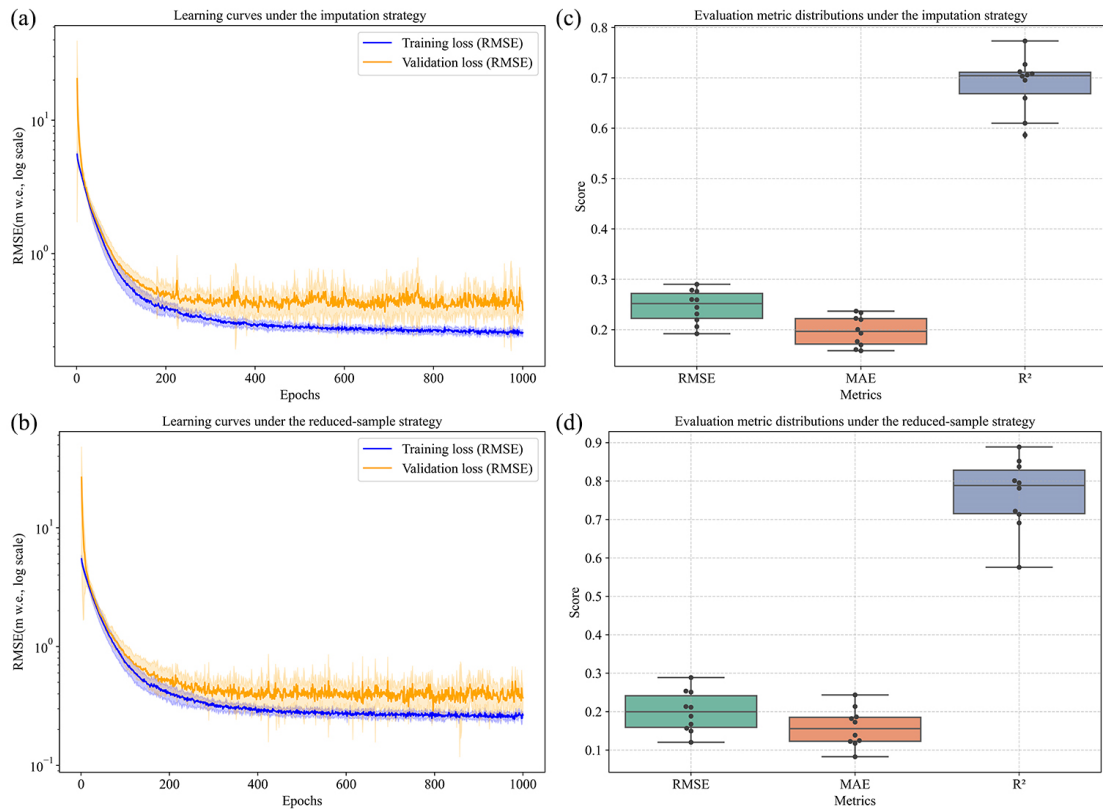 (a)
Learning curves under the imputation strategy
Training loss (RMSE)
Validation loss (RMSE)
RMSE(m w.e., log scale)
10¹
10⁰
0
200
400
600
800
1000
Epochs
(c)
Evaluation metric distributions under the imputation strategy
Score
0.8
0.7
0.6
0.5
0.4
0.3
0.2
RMSE
MAE
R²
Metrics
(b)
Learning curves under the reduced-sample strategy
Training loss (RMSE)
Validation loss (RMSE)
RMSE(m w.e., log scale)
10¹
10⁰
10⁻¹
0
200
400
600
800
1000
Epochs
(d)
Evaluation metric distributions under the reduced-sample strategy
Score
0.9
0.8
0.7
0.6
0.5
0.4
0.3
0.2
0.1
RMSE
MAE
R²
Metrics